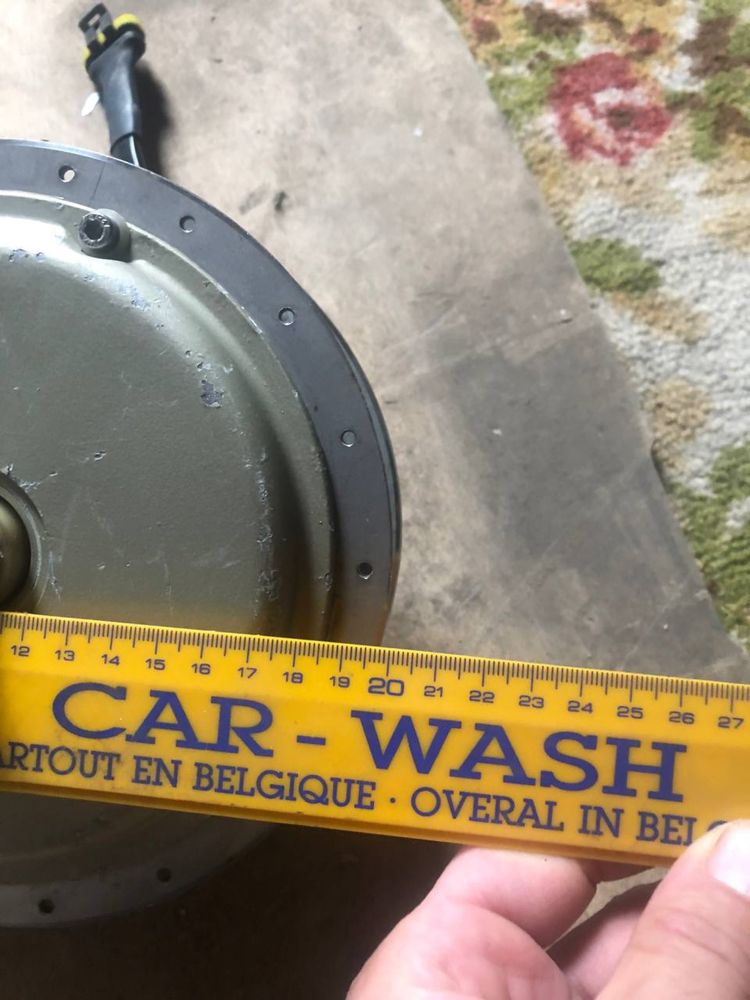 12 13 14 15 16 17 18 19 20 21 22 23 24 25 26 27
CAR - WASH
ARTOUT EN BELGIQUE · OVERAL IN BELG